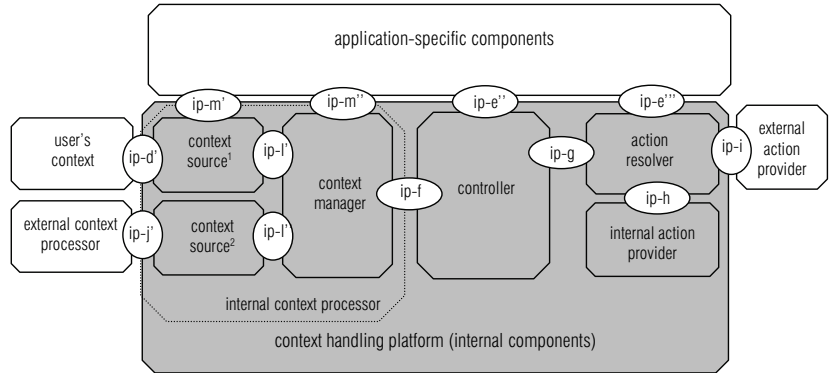 application-specific components
ip-m'
ip-m''
ip-e''
ip-e'''
user's
context
ip-d'
context
source¹
ip-l'
context
manager
ip-f
controller
ip-g
action
resolver
ip-i
external
action
provider
external context
processor
ip-j'
context
source²
ip-l'
ip-h
internal action
provider
internal context processor
context handling platform (internal components)